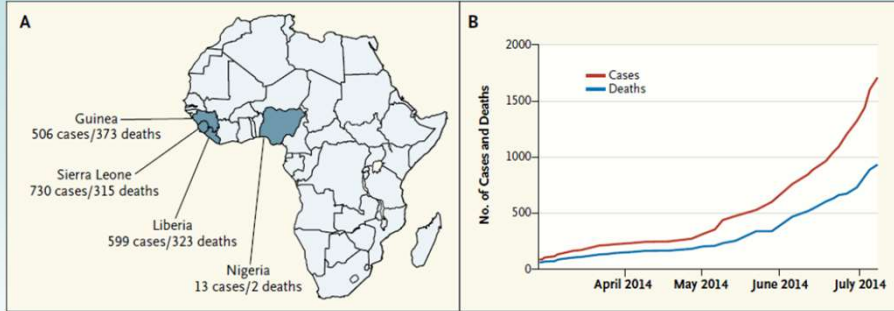 A
Guinea
506 cases/373 deaths
Sierra Leone
730 cases/315 deaths
Liberia
599 cases/323 deaths
Nigeria
13 cases/2 deaths
B
No. of Cases and Deaths
2000
1500
1000
500
0
Cases
Deaths
April 2014
May 2014
June 2014
July 2014